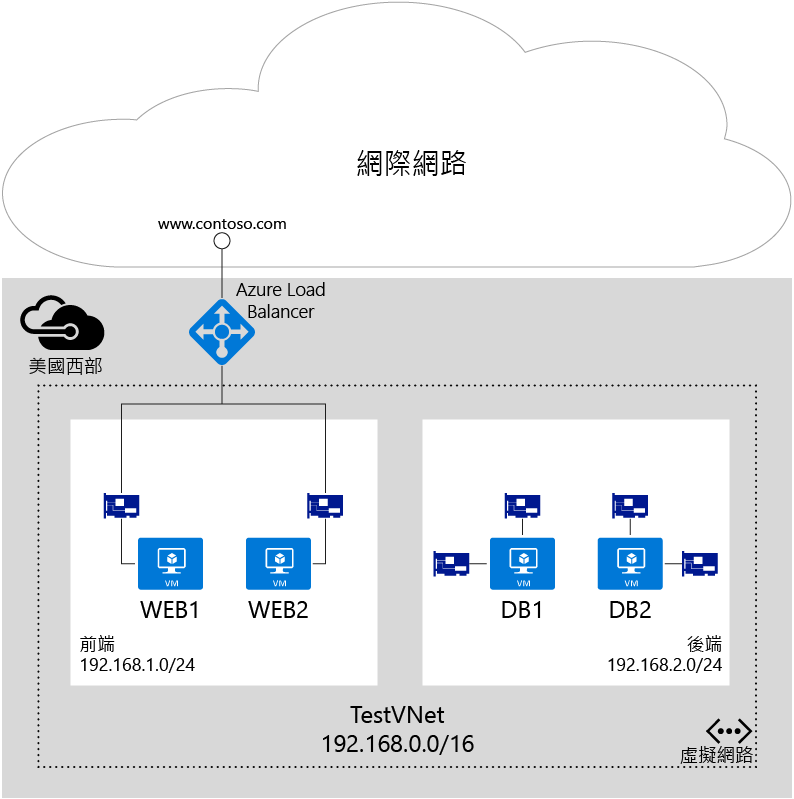 網際網路
www.contoso.com
Azure Load
Balancer
美國西部
VM
VM
VM
VM
WEB1
WEB2
DB1
DB2
前端
192.168.1.0/24
後端
192.168.2.0/24
TestVNet
192.168.0.0/16
虛擬網路